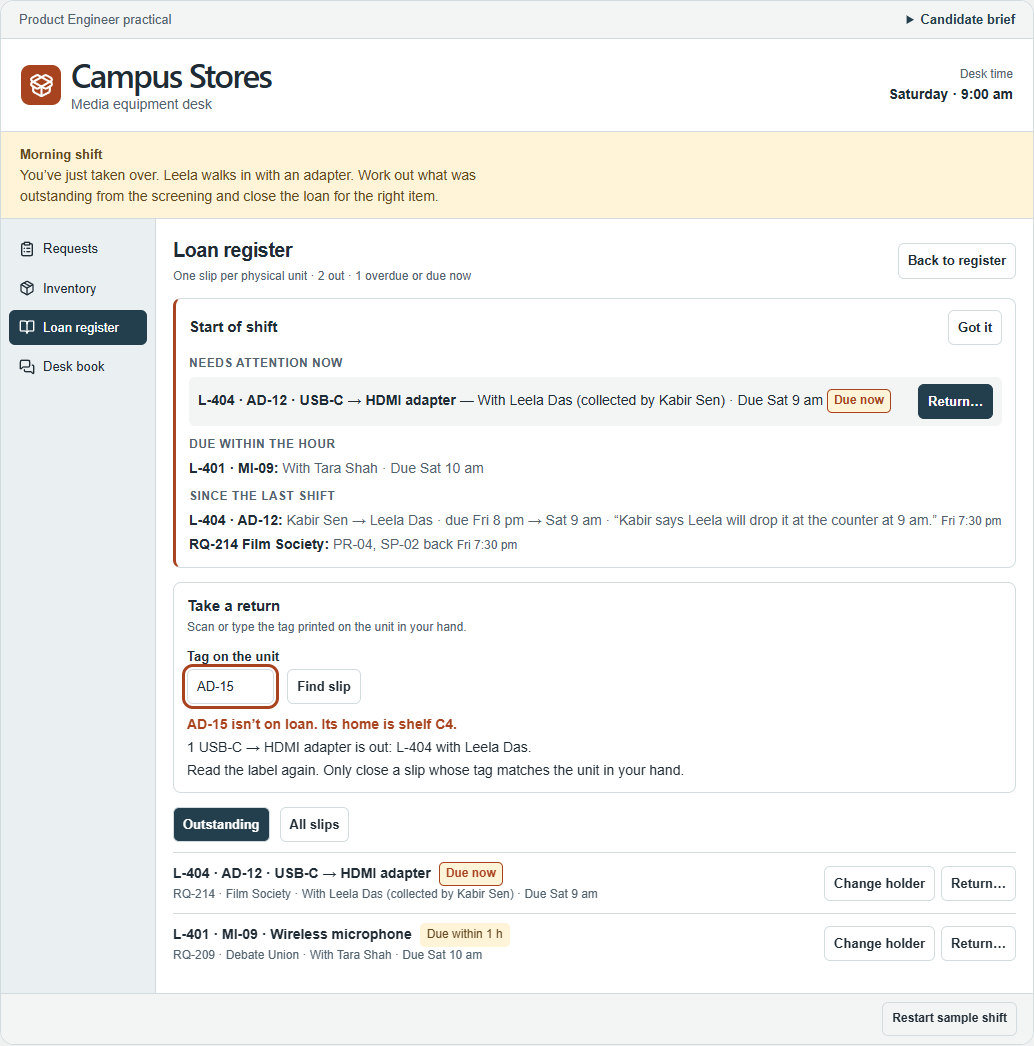 Product Engineer practical
▶ Candidate brief
Campus Stores
Media equipment desk
Desk time
Saturday · 9:00 am
Morning shift
You’ve just taken over. Leela walks in with an adapter. Work out what was
outstanding from the screening and close the loan for the right item.
Requests
Inventory
Loan register
Desk book
Loan register
One slip per physical unit · 2 out · 1 overdue or due now
Back to register
Start of shift
Got it
NEEDS ATTENTION NOW
L-404 · AD-12 · USB-C → HDMI adapter — With Leela Das (collected by Kabir Sen) · Due Sat 9 am Due now
Return…
DUE WITHIN THE HOUR
L-401 · MI-09: With Tara Shah · Due Sat 10 am
SINCE THE LAST SHIFT
L-404 · AD-12: Kabir Sen → Leela Das · due Fri 8 pm → Sat 9 am · “Kabir says Leela will drop it at the counter at 9 am.” Fri 7:30 pm
RQ-214 Film Society: PR-04, SP-02 back Fri 7:30 pm
Take a return
Scan or type the tag printed on the unit in your hand.
Tag on the unit
AD-15
Find slip
AD-15 isn’t on loan. Its home is shelf C4.
1 USB-C → HDMI adapter is out: L-404 with Leela Das.
Read the label again. Only close a slip whose tag matches the unit in your hand.
Outstanding
All slips
L-404 · AD-12 · USB-C → HDMI adapter Due now
RQ-214 · Film Society · With Leela Das (collected by Kabir Sen) · Due Sat 9 am
Change holder
Return…
L-401 · MI-09 · Wireless microphone Due within 1 h
RQ-209 · Debate Union · With Tara Shah · Due Sat 10 am
Change holder
Return…
Restart sample shift